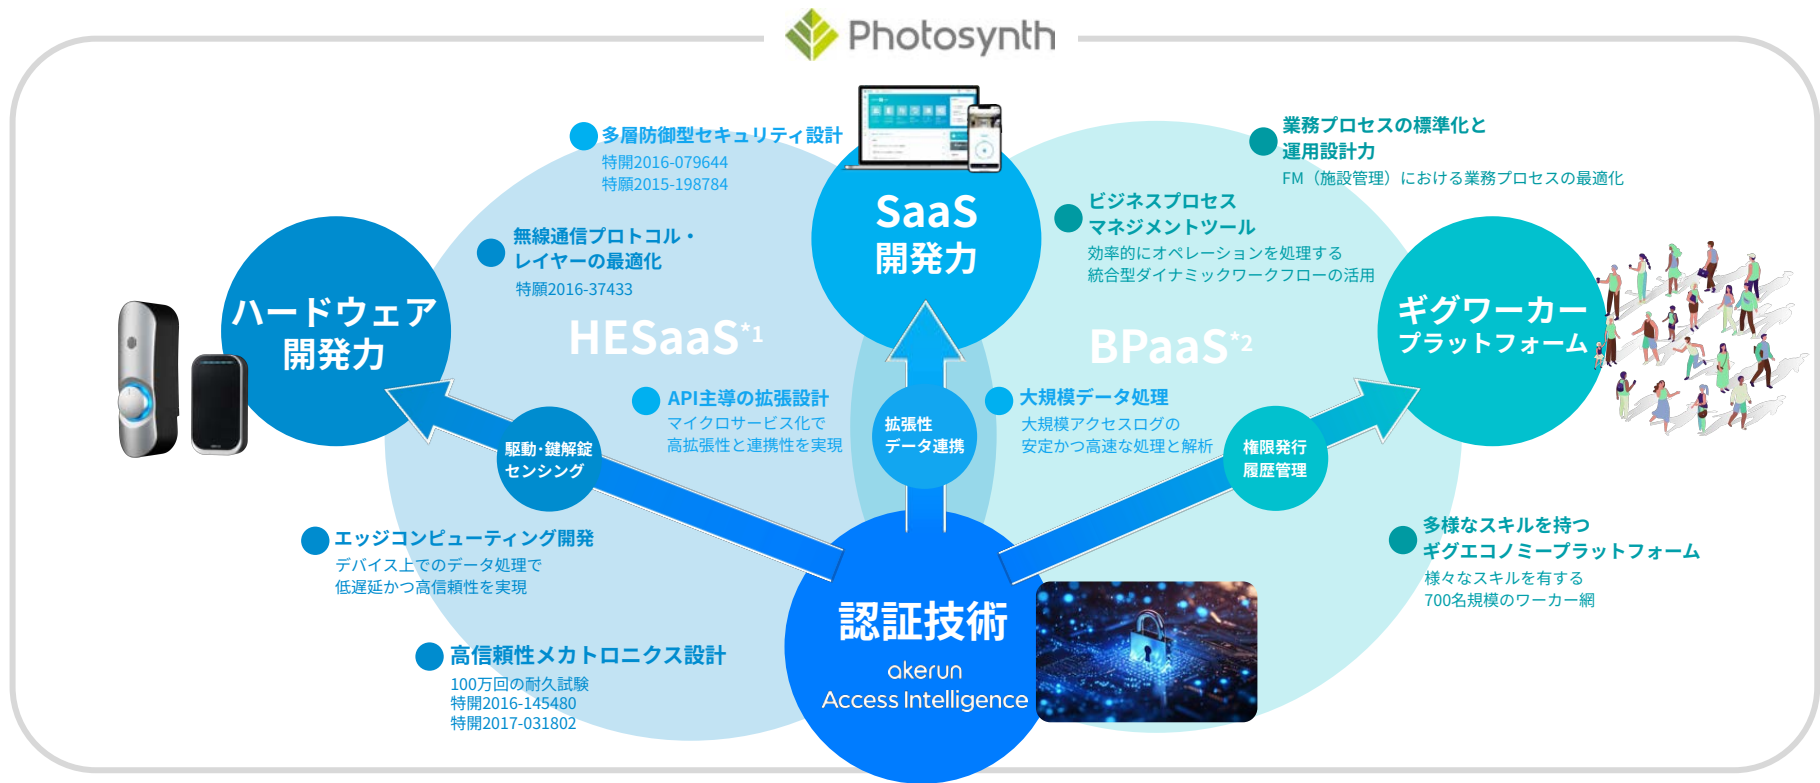 Photosynth
多層防御型セキュリティ設計
特開2016-079644
特願2015-198784
無線通信プロトコル・
レイヤーの最適化
特願2016-37433
ハードウェア
開発力
HESaaS*1
SaaS
開発力
業務プロセスの標準化と
運用設計力
FM（施設管理）における業務プロセスの最適化
ビジネスプロセス
マネジメントツール
効率的にオペレーションを処理する
統合型ダイナミックワークフローの活用
BPaaS*2
ギグワーカー
プラットフォーム
API主導の拡張設計
マイクロサービス化で
高拡張性と連携性を実現
拡張性
データ連携
大規模データ処理
大規模アクセスログの
安定かつ高速な処理と解析
駆動・鍵解錠
センシング
権限発行
履歴管理
エッジコンピューティング開発
デバイス上でのデータ処理で
低遅延かつ高信頼性を実現
多様なスキルを持つ
ギグエコノミープラットフォーム
様々なスキルを有する
700名規模のワーカー網
高信頼性メカトロニクス設計
100万回の耐久試験
特開2016-145480
特開2017-031802
認証技術
akerun
Access Intelligence